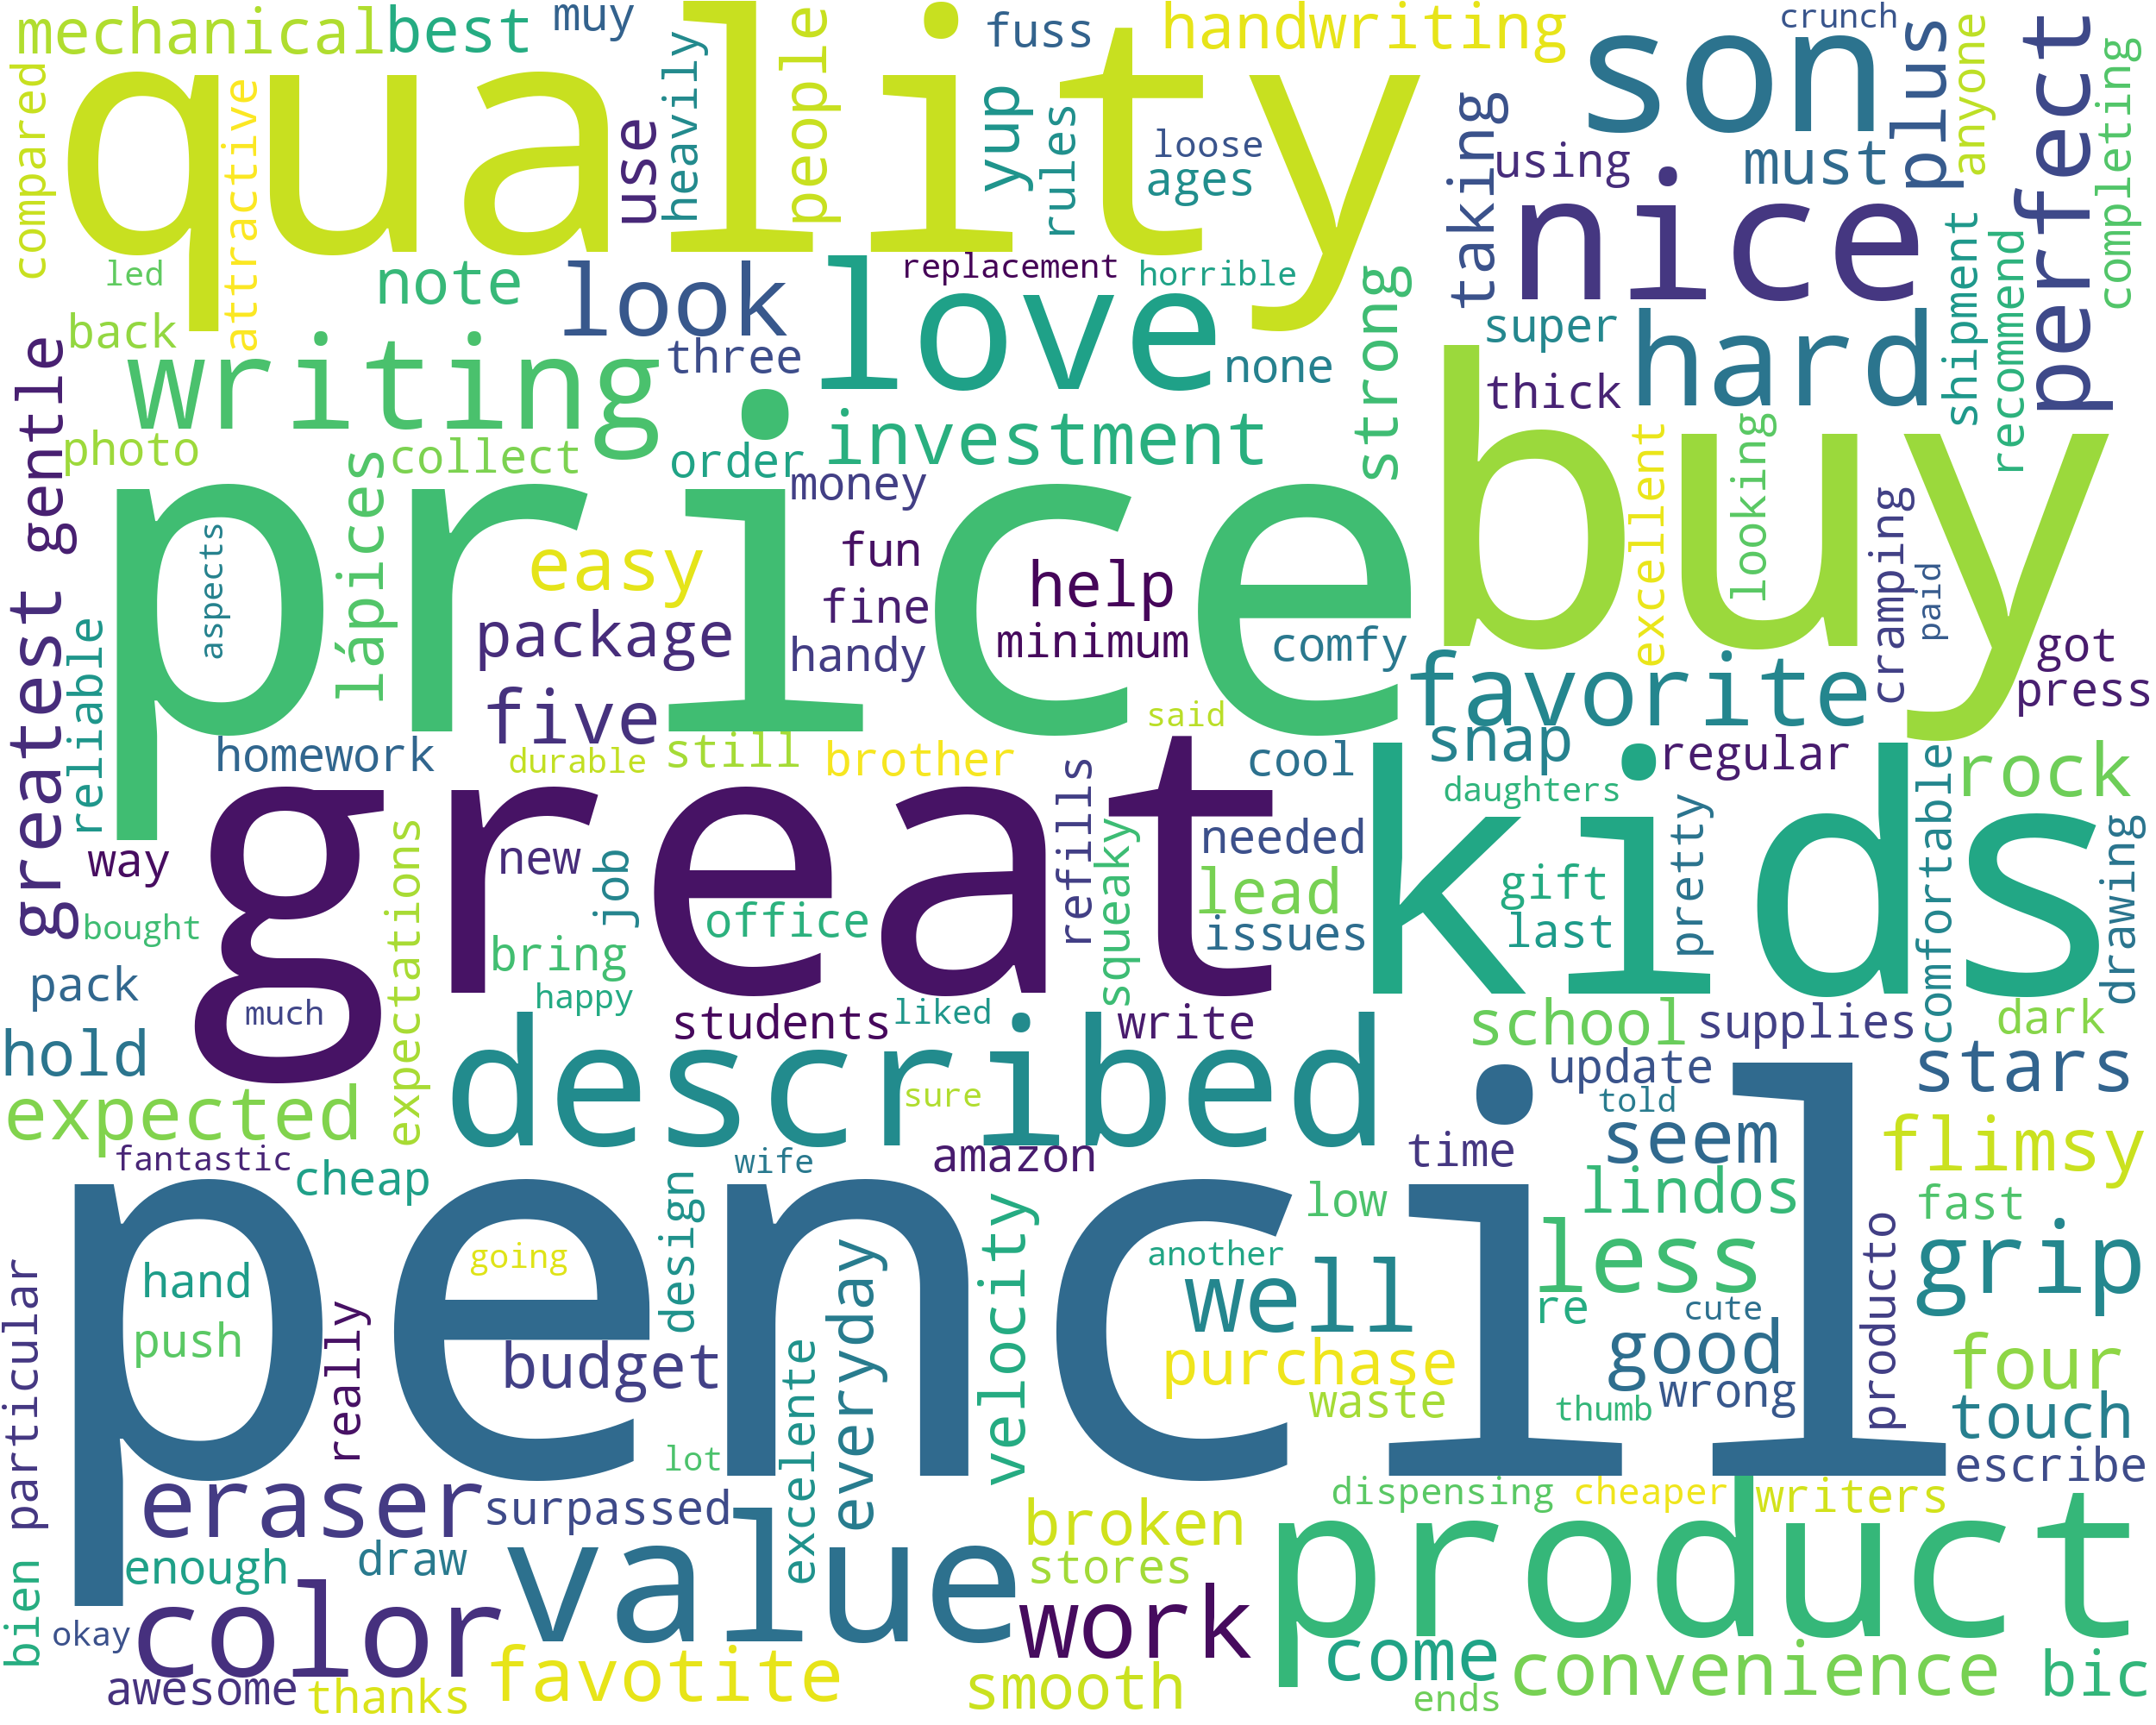 mechanical
best
muy
people
fuss
handwriting
crunch
son
plus
perfect
compared
quality
use
heavily
yup
rules
loose
ages
taking
using
must
anyone
completing
attractive
nice
led
note
look
replacement
horrible
love
strong
super
hard
shipment
recommend
back
writing
three
none
thick
gentle
photo
collect
order
investment
money
buy
excellent
looking
lápices
price
aspects
easy
fun
help
cramping
paid
greatest
reliable
package
fine
handy
minimum
comfy
favorite
got
press
five
said
homework
durable
still
brother
cool
snap
regular
rock
daughters
comfortable
way
great
kids
expectations
new
job
refills
squeaky
needed
lead
gift
pretty
drawing
bought
office
issues
last
pack
bring
happy
much
students
liked
write
school
supplies
dark
hold
described
update
stars
expected
sure
told
seem
flimsy
fantastic
cheap
wife
amazon
time
lindos
pencil
design
velocity
low
fast
particular
hand
going
everyday
another
well
less
producto
grip
push
really
budget
purchase
re
cute
good
four
waste
thumb
wrong
touch
lot
excelente
escribe
eraser
surpassed
broken
dispensing
cheaper
writers
bien
enough
draw
value
stores
product
okay
color
work
come
convenience
bic
awesome
thanks
favotite
smooth
ends